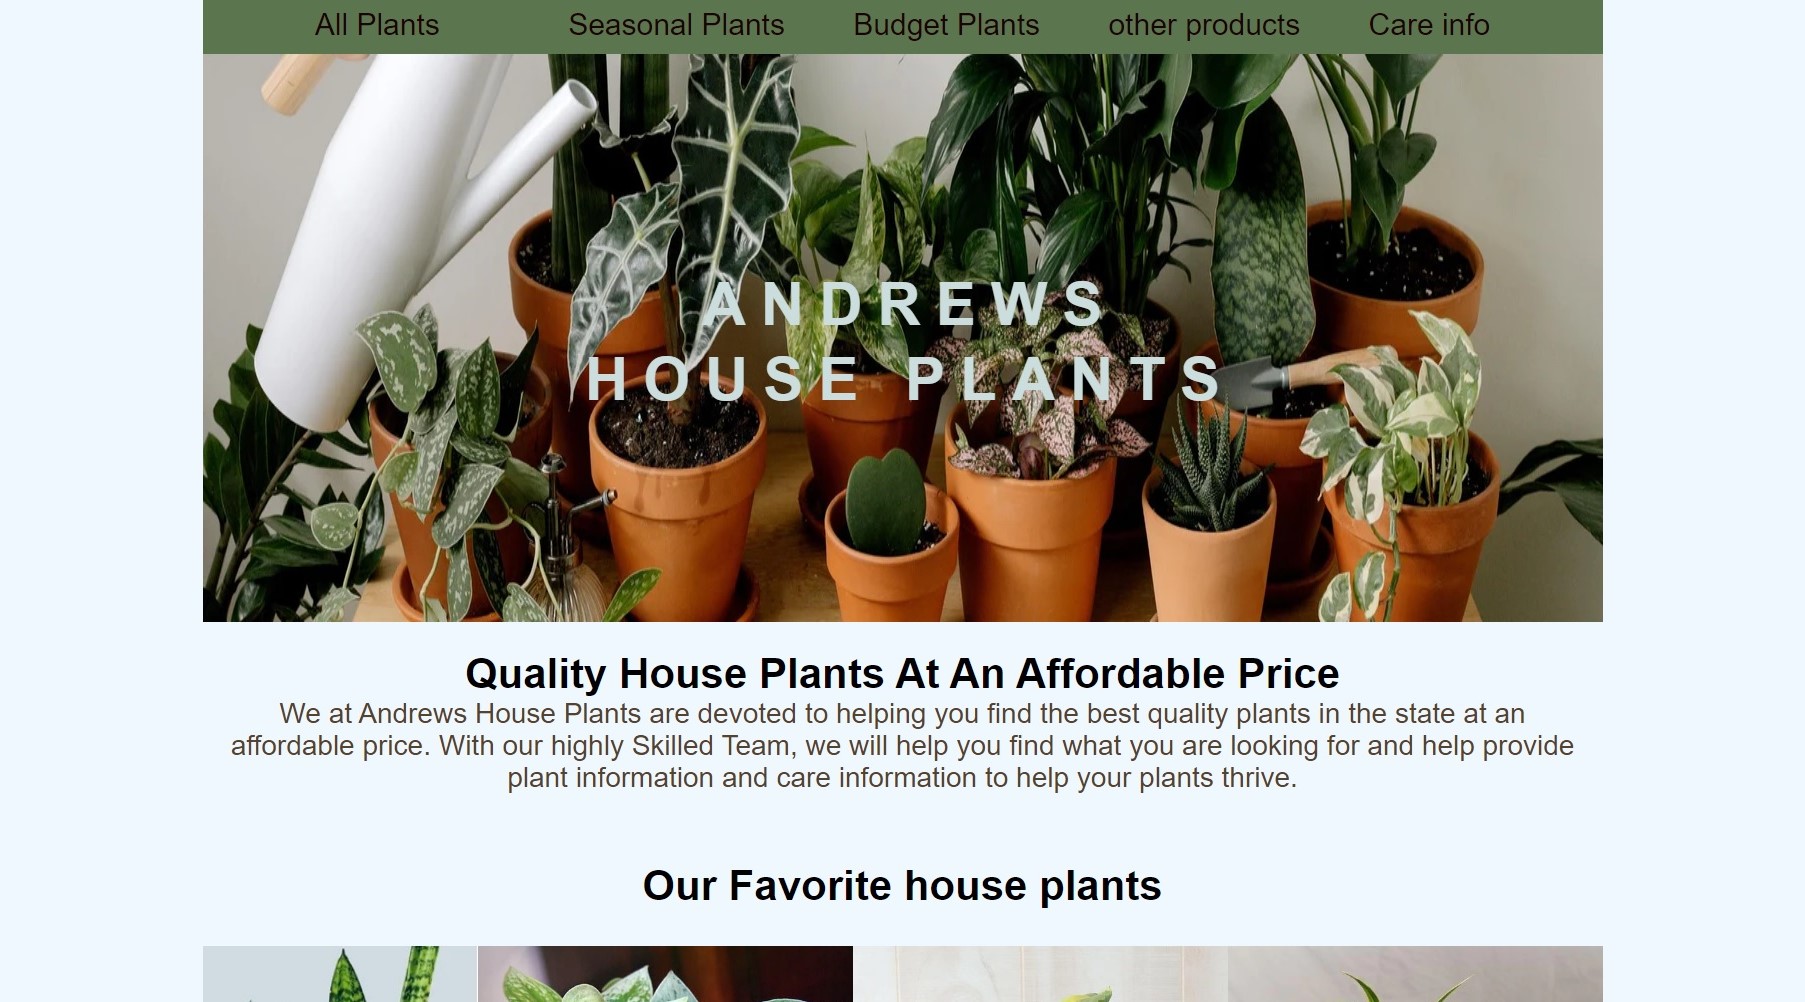 All Plants Seasonal Plants Budget Plants other products Care info
ANDREWS
HOUSE PLANTS
Quality House Plants At An Affordable Price
We at Andrews House Plants are devoted to helping you find the best quality plants in the state at an
affordable price. With our highly Skilled Team, we will help you find what you are looking for and help provide
plant information and care information to help your plants thrive.
Our Favorite house plants